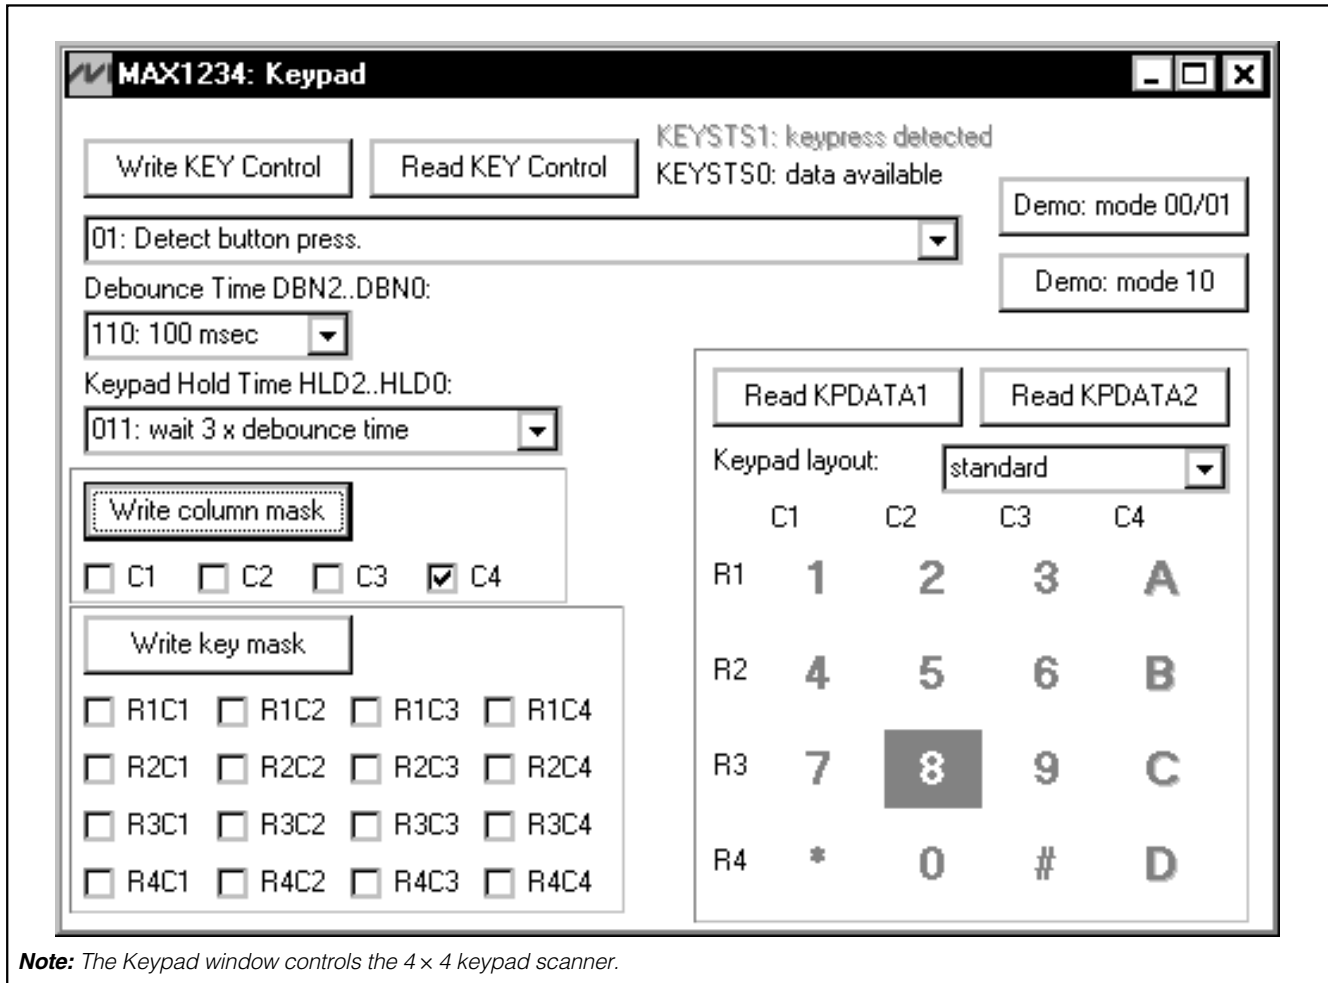 MAX1234: Keypad
Write KEY Control
Read KEY Control
KEYSTS1: keypress detected
KEYSTS0: data available
Demo: mode 00/01
01: Detect button press.
Demo: mode 10
Debounce Time DBN2..DBN0:
110: 100 msec
Keypad Hold Time HLD2..HLD0:
011: wait 3 x debounce time
Write column mask
C1 C2 C3 C4
Write key mask
R1C1 R1C2 R1C3 R1C4
R2C1 R2C2 R2C3 R2C4
R3C1 R3C2 R3C3 R3C4
R4C1 R4C2 R4C3 R4C4
Read KPDATA1
Read KPDATA2
Keypad layout: standard
C1 C2 C3 C4
R1 1 2 3 A
R2 4 5 6 B
R3 7 8 9 C
R4 * 0 # D
Note: The Keypad window controls the 4 × 4 keypad scanner.